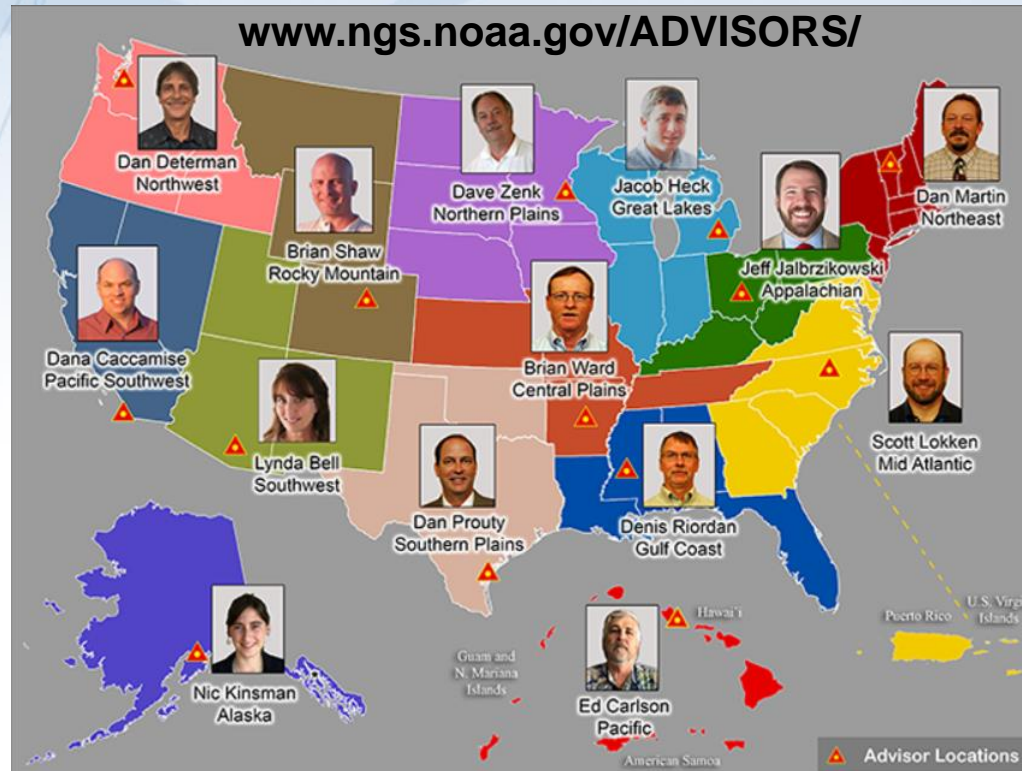 www.ngs.noaa.gov/ADVISORS/
Dan Determan
Northwest
Dave Zenk
Northern Plains
Jacob Heck
Great Lakes
Dan Martin
Northeast
Brian Shaw
Rocky Mountain
Jeff Jalbrzikowski
Appalachian
Dana Caccamise
Pacific Southwest
Brian Ward
Central Plains
Scott Lokken
Mid Atlantic
Lynda Bell
Southwest
Dan Prouty
Southern Plains
Denis Riordan
Gulf Coast
Nic Kinsman
Alaska
Guam and
N. Mariana
Islands
Hawai'i
Ed Carlson
Pacific
American Samoa
Puerto Rico
U.S. Virgi
Islands
Advisor Locations